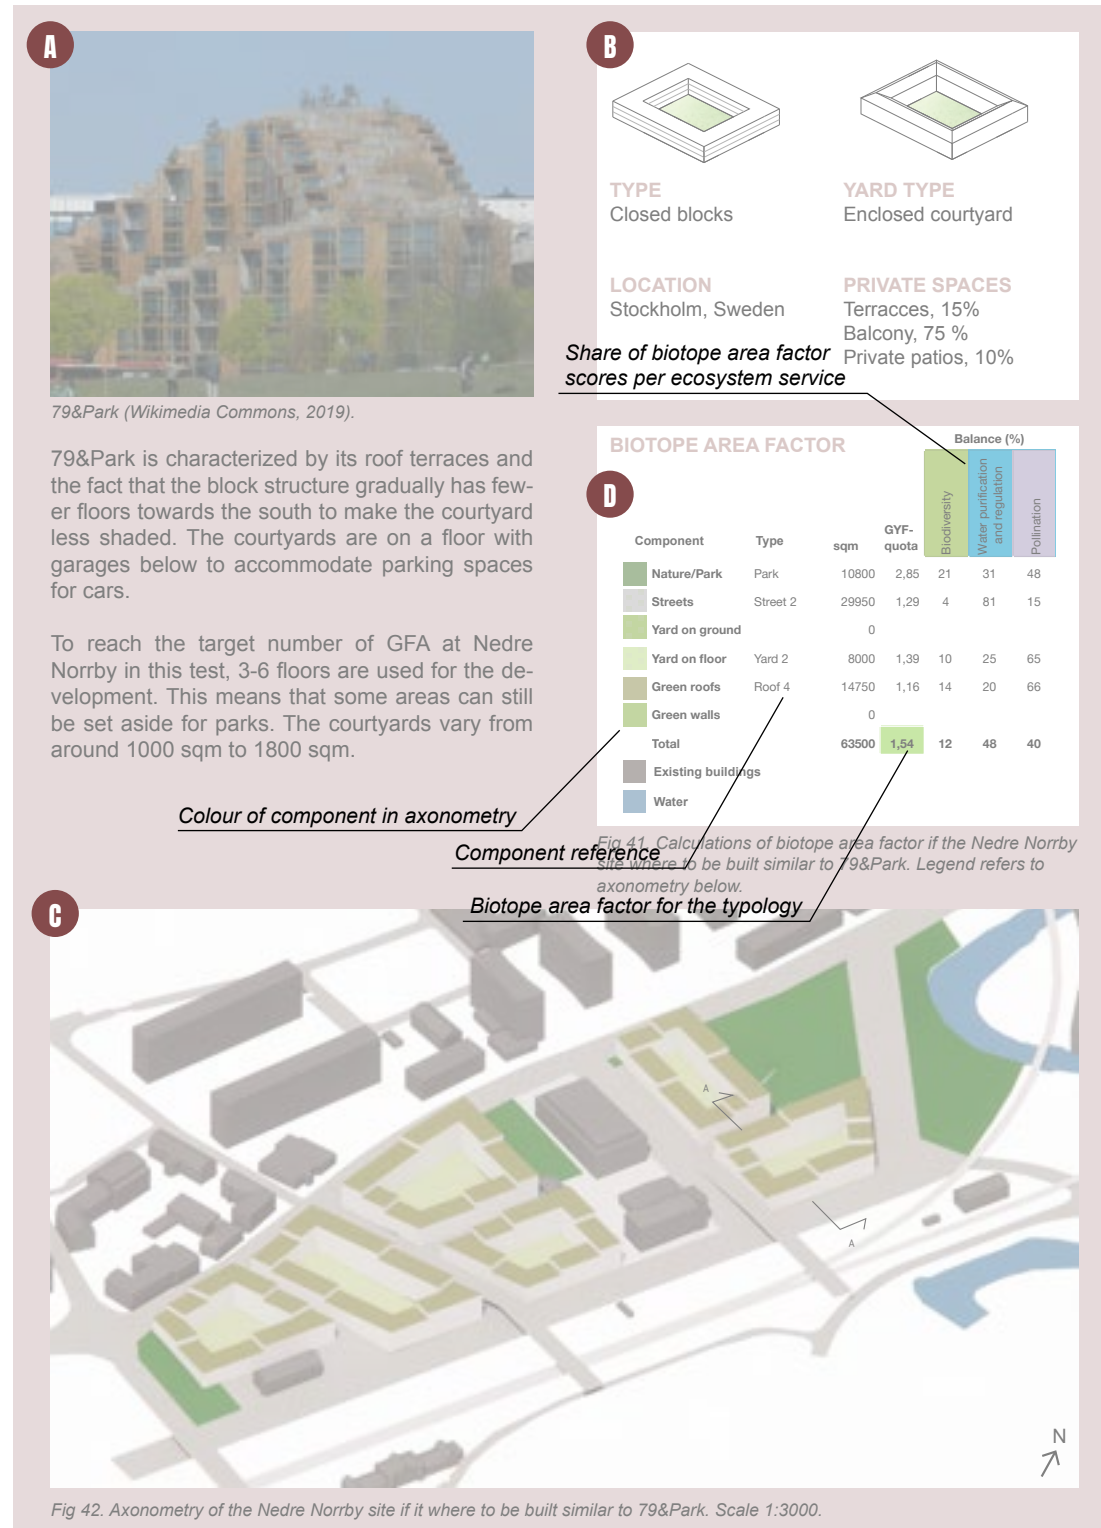 A
79&Park (Wikimedia Commons, 2019).
79&Park is characterized by its roof terraces and
the fact that the block structure gradually has few-
er floors towards the south to make the courtyard
less shaded. The courtyards are on a floor with
garages below to accommodate parking spaces
for cars.
To reach the target number of GFA at Nedre
Norrby in this test, 3-6 floors are used for the de-
velopment. This means that some areas can still
be set aside for parks. The courtyards vary from
around 1000 sqm to 1800 sqm.
B
TYPE
Closed blocks
YARD TYPE
Enclosed courtyard
LOCATION
Stockholm, Sweden
PRIVATE SPACES
Terracces, 15%
Balcony, 75 %
Private patios, 10%
Share of biotope area factor
scores per ecosystem service
D
BIOTOPE AREA FACTOR
Balance (%)
Component Type sqm GYF-
quota
Biodiversity
Water purification
and regulation
Pollination
Nature/Park Park 10800 2,85 21 31 48
Streets Street 2 29950 1,29 4 81 15
Yard on ground 0
Yard on floor Yard 2 8000 1,39 10 25 65
Green roofs Roof 4 14750 1,16 14 20 66
Green walls 0
Total 63500 1,54 12 48 40
Existing buildings
Water
Colour of component in axonometry
Component reference
Biotope area factor for the typology
Fig 41. Calculations of biotope area factor if the Nedre Norrby
site where to be built similar to 79&Park. Legend refers to
axonometry below.
C
A
A
N
Fig 42. Axonometry of the Nedre Norrby site if it where to be built similar to 79&Park. Scale 1:3000.